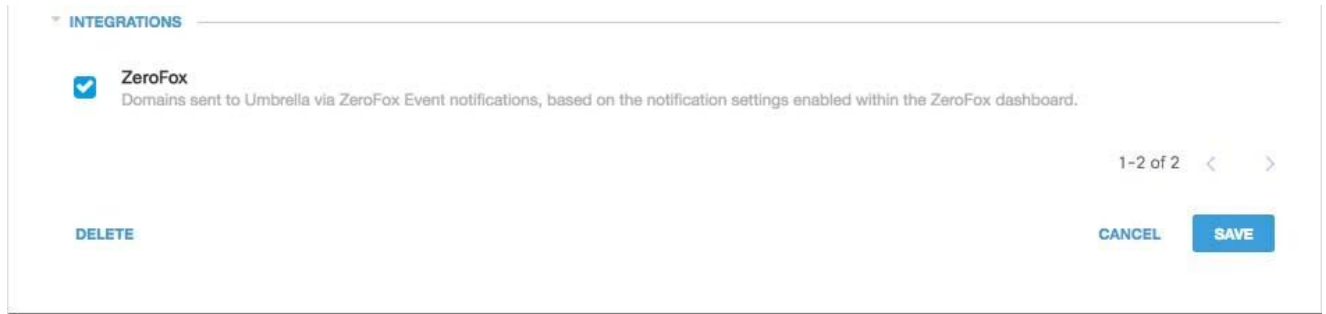 INTEGRATIONS
ZeroFox
Domains sent to Umbrella via ZeroFox Event notifications, based on the notification settings enabled within the ZeroFox dashboard.
1-2 of 2
DELETE
CANCEL
SAVE